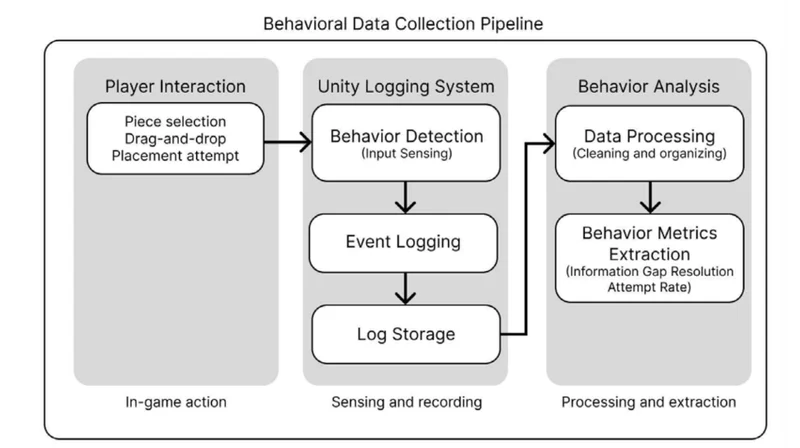 Behavioral Data Collection Pipeline
Player Interaction
Piece selection
Drag-and-drop
Placement attempt
In-game action
Unity Logging System
Behavior Detection
(Input Sensing)
Event Logging
Log Storage
Sensing and recording
Behavior Analysis
Data Processing
(Cleaning and organizing)
Behavior Metrics
Extraction
(Information Gap Resolution
Attempt Rate)
Processing and extraction